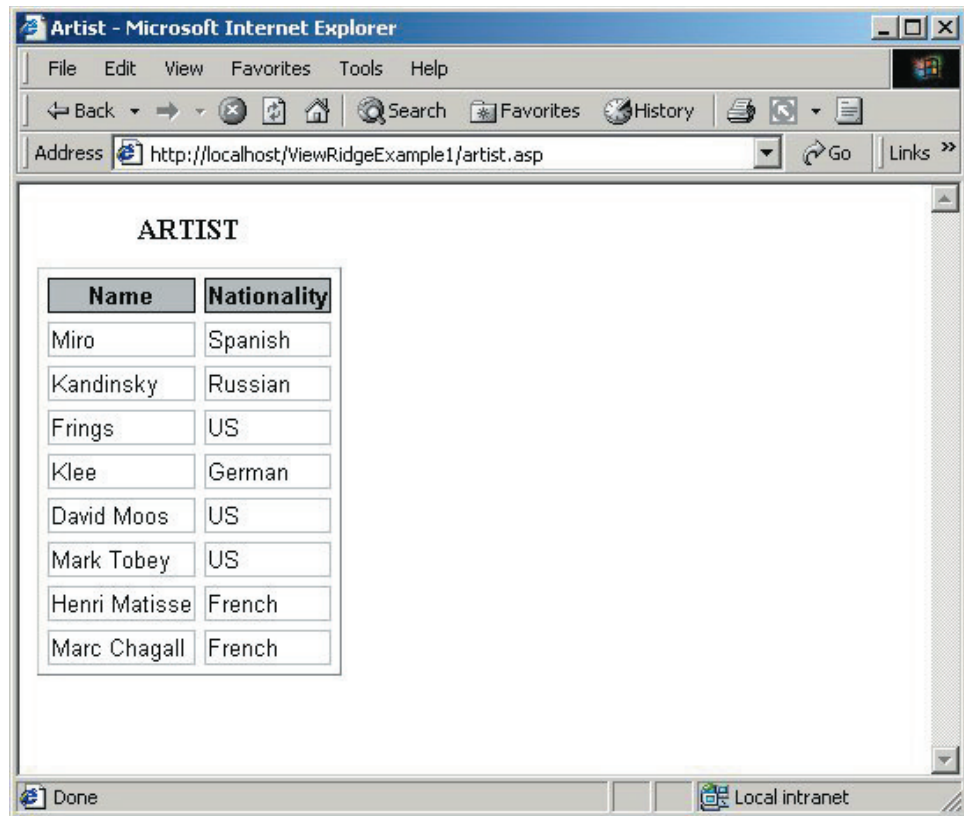 Artist - Microsoft Internet Explorer
File Edit View Favorites Tools Help
Back Search Favorites History
Address http://localhost/ViewRidgeExample1/artist.asp Go Links »
ARTIST
Name Nationality
Miro Spanish
Kandinsky Russian
Frings US
Klee German
David Moos US
Mark Tobey US
Henri Matisse French
Marc Chagall French
Done Local intranet